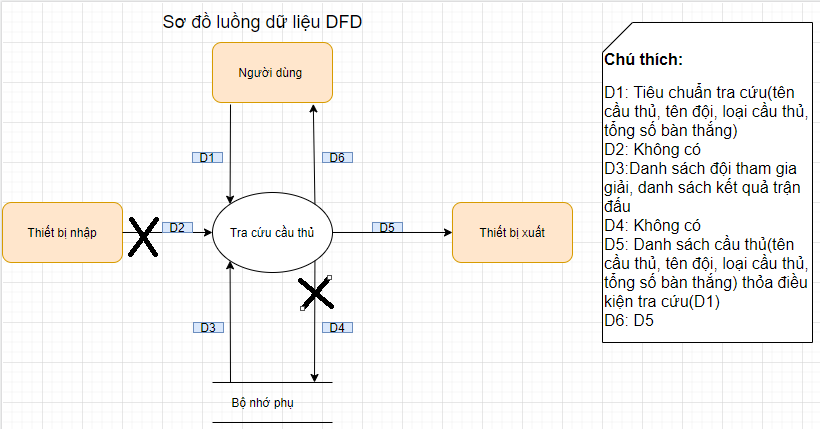 Sơ đồ luồng dữ liệu DFD
Người dùng
D1
D6
Thiết bị nhập
D2
Tra cứu cầu thủ
D5
Thiết bị xuất
D3
D4
Bộ nhớ phụ
Chú thích:
D1: Tiêu chuẩn tra cứu(tên
cầu thủ, tên đội, loại cầu thủ,
tổng số bàn thắng)
D2: Không có
D3:Danh sách đội tham gia
giải, danh sách kết quả trận
đấu
D4: Không có
D5: Danh sách cầu thủ(tên
cầu thủ, tên đội, loại cầu thủ,
tổng số bàn thắng) thỏa điều
kiện tra cứu(D1)
D6: D5